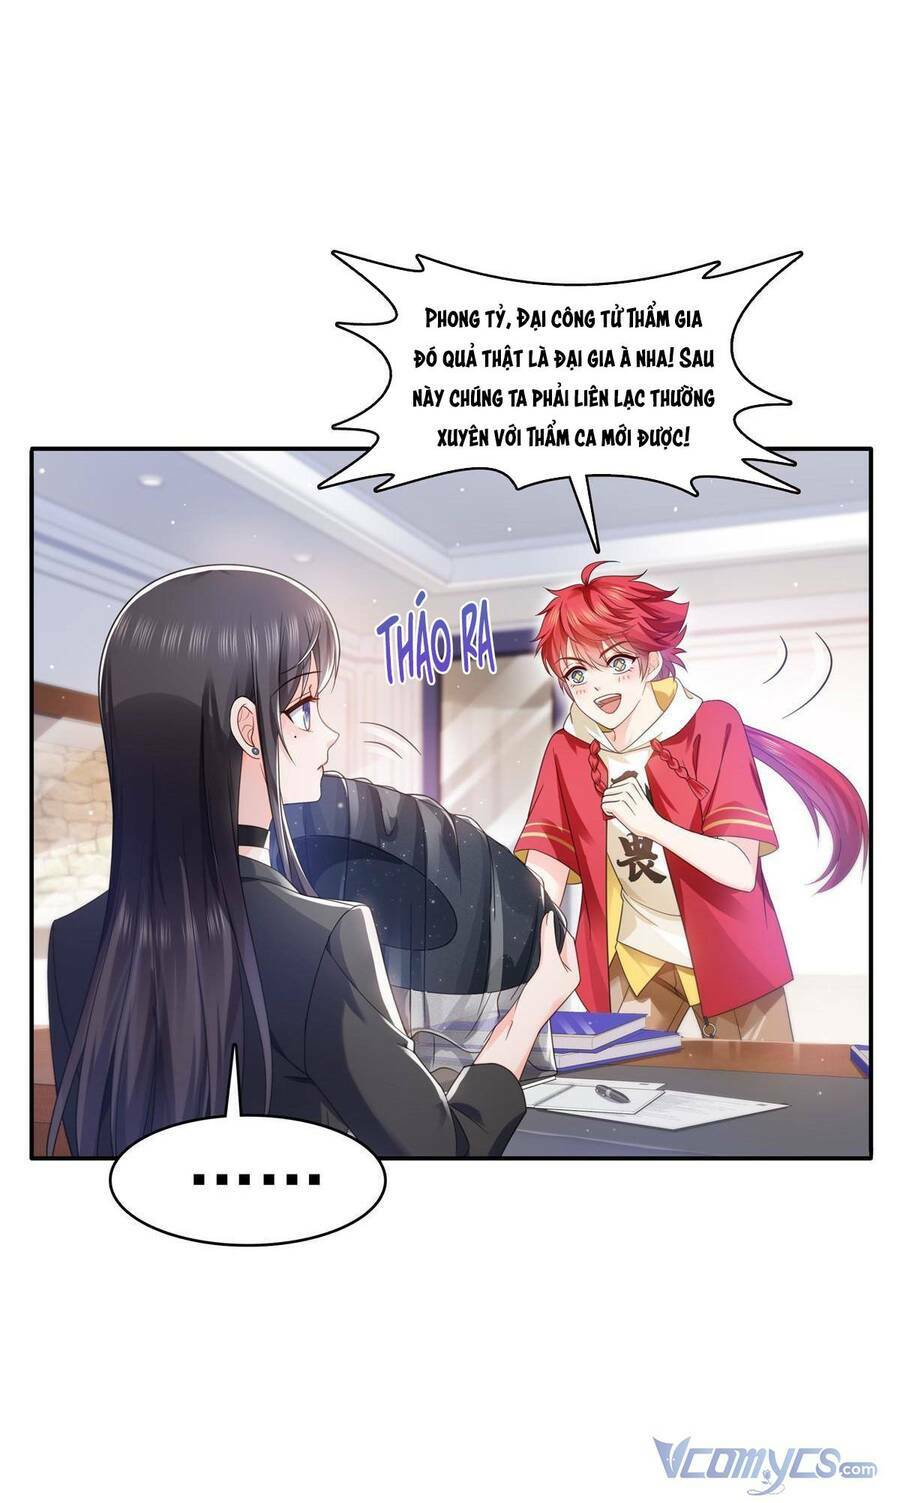 PHONG TỶ, ĐẠI CÔNG TỬ THẨM GIA
ĐÓ QUẢ THẬT LÀ ĐẠI GIA À NHA! SAU
NÀY CHÚNG TA PHẢI LIÊN LẠC THƯỜNG
XUYÊN VỚI THẨM CA MỚI ĐƯỢC!
THÁO RA
畏
......
VCOMYCS.com